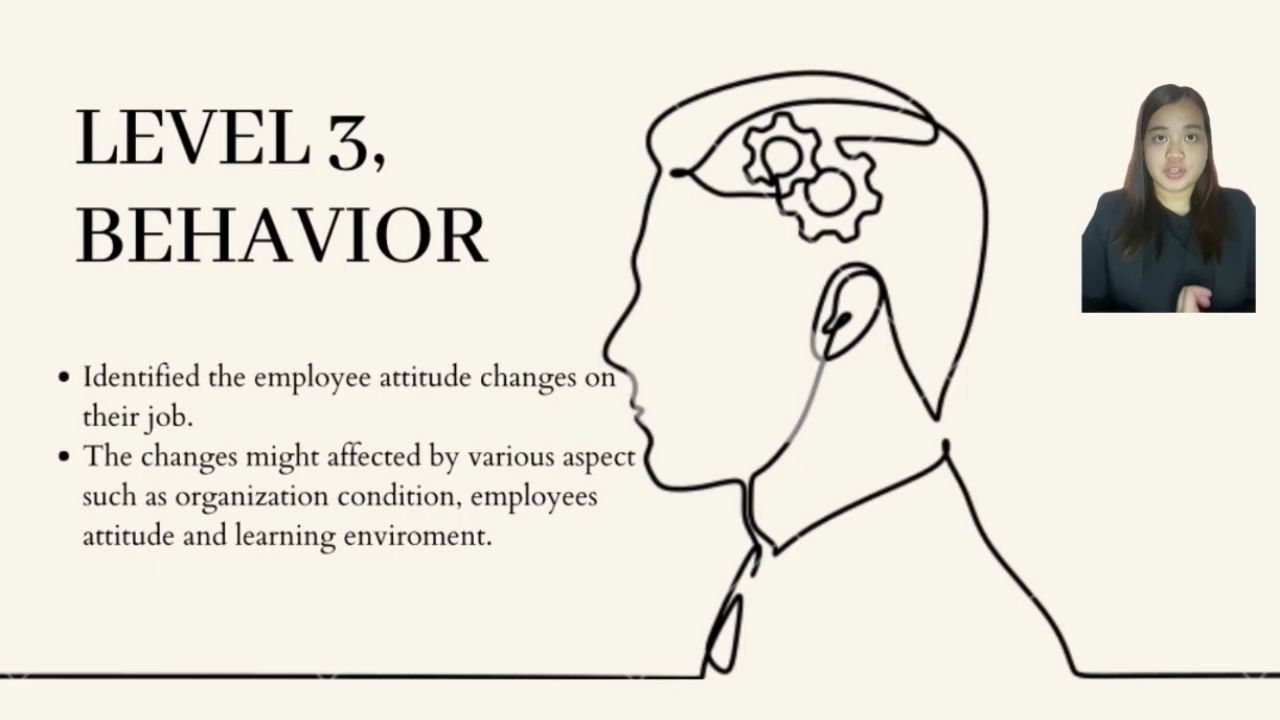 LEVEL 3,
BEHAVIOR
• Identified the employee attitude changes on
their job.
• The changes might affected by various aspect
such as organization condition, employees
attitude and learning enviroment.